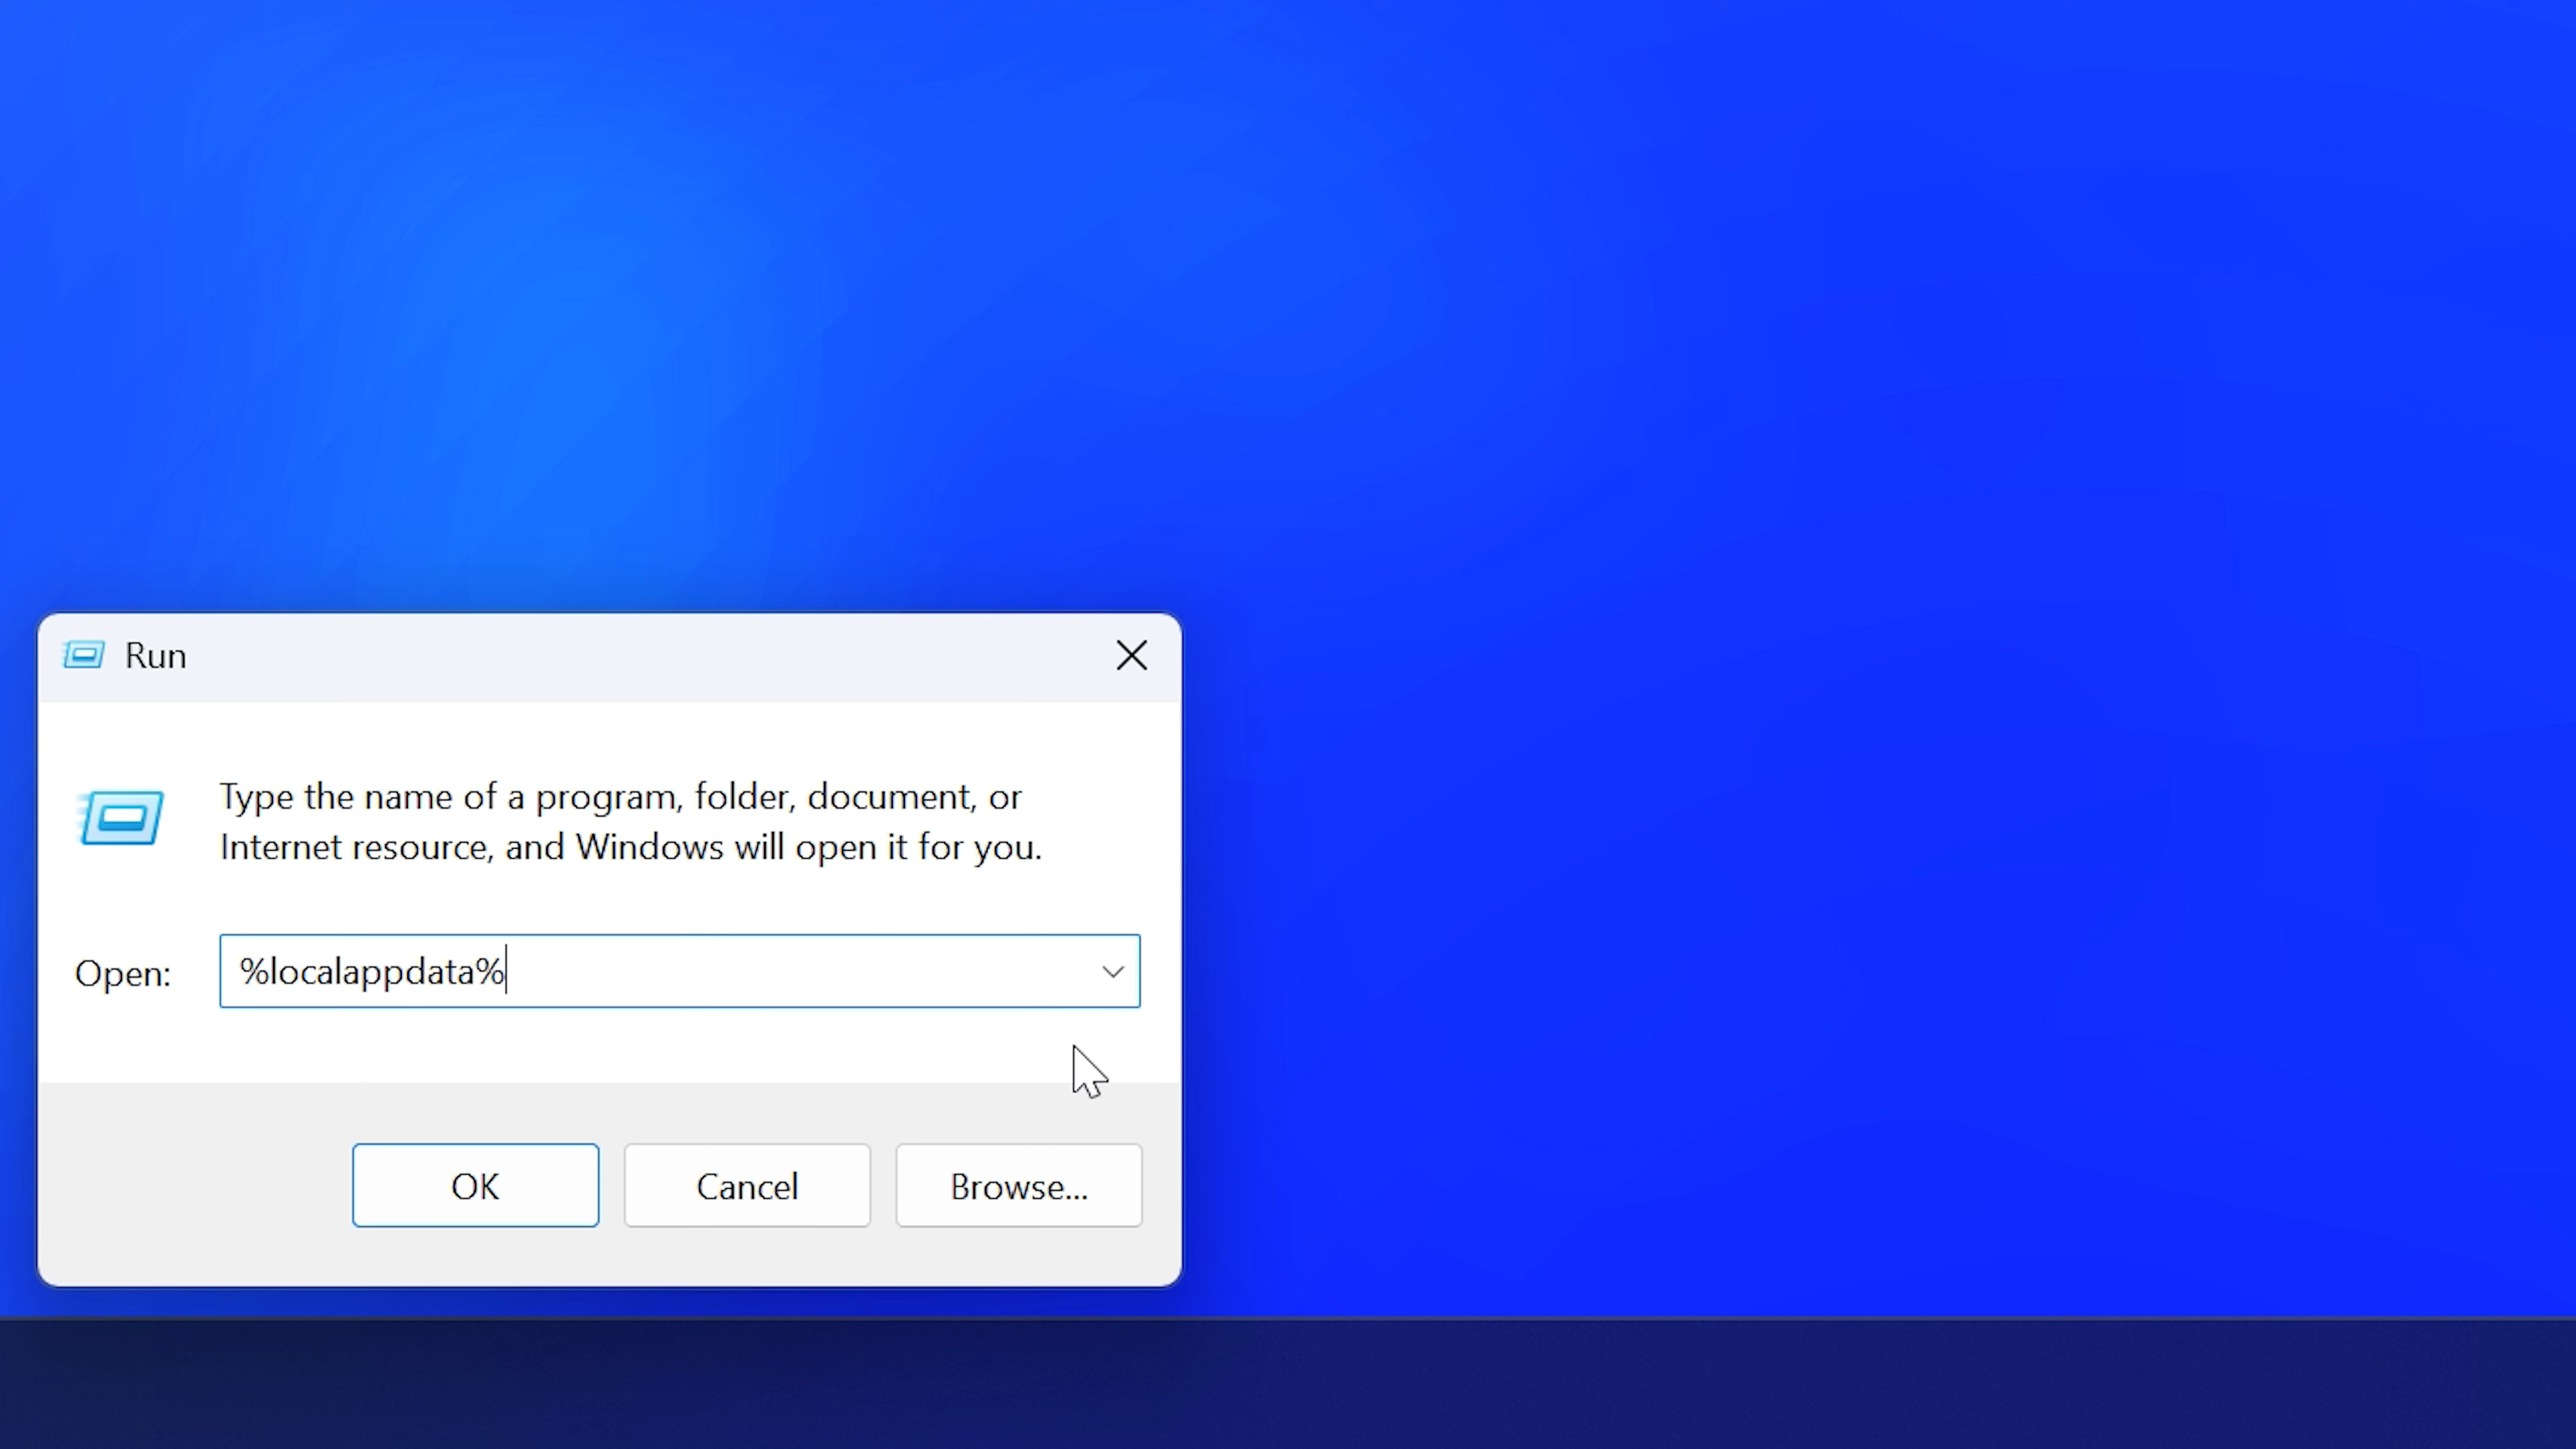 Run
Type the name of a program, folder, document, or
Internet resource, and Windows will open it for you.
Open: %localappdata%
OK Cancel Browse...